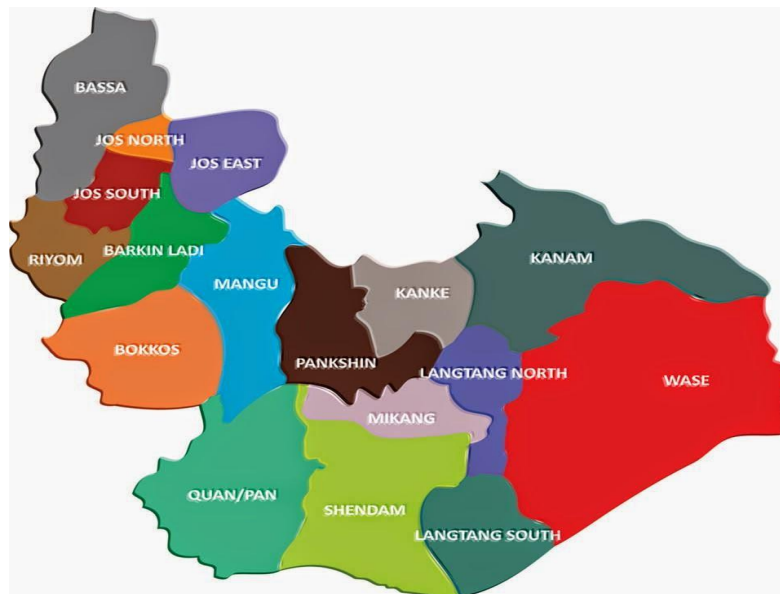 BASSA
JOS NORTH
JOS EAST
JOS SOUTH
RIYOM
BARKIN LADI
KANAM
MANGU
KANKE
BOKKOS
PANKSHIN
LANGTANG NORTH
WASE
MIKANG
QUAN/PAN
SHENDAM
LANGTANG SOUTH